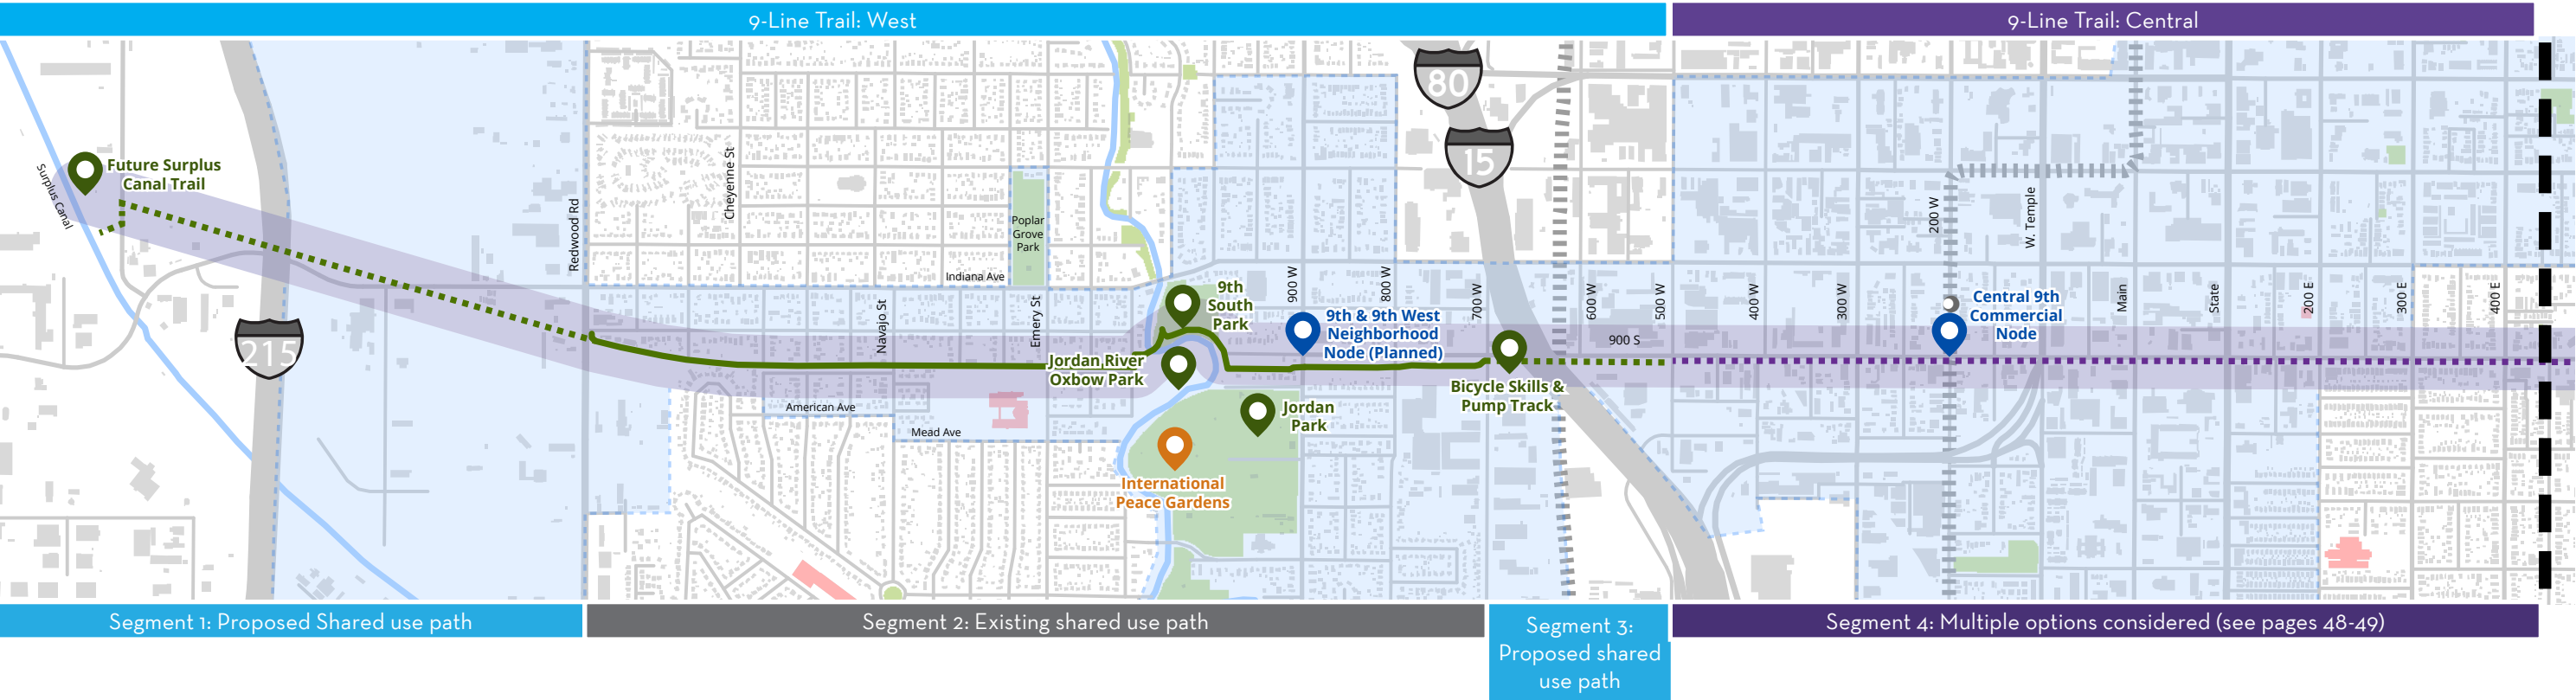 9-Line Trail: West
9-Line Trail: Central
80
15
Future Surplus
Canal Trail
Surplus Canal
Cheyenne St
Redwood Rd
Poplar
Grove
Park
200 W
W. Temple
Indiana Ave
Navajo St
Emery St
9th
South
Park
900 W
800 W
700 W
600 W
500 W
400 W
300 W
Central 9th
Commercial
Node
Main
State
200 E
300 E
400 E
9th & 9th West
Neighborhood
Node (Planned)
900 S
215
Jordan River
Oxbow Park
Bicycle Skills &
Pump Track
American Ave
Mead Ave
Jordan
Park
International
Peace Gardens
Segment 1: Proposed Shared use path
Segment 2: Existing shared use path
Segment 3:
Proposed shared
use path
Segment 4: Multiple options considered (see pages 48-49)